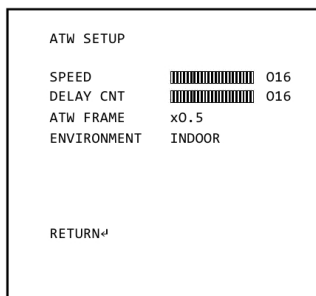 ATW SETUP
SPEED 016
DELAY CNT 016
ATW FRAME x0.5
ENVIRONMENT INDOOR
RETURN↵